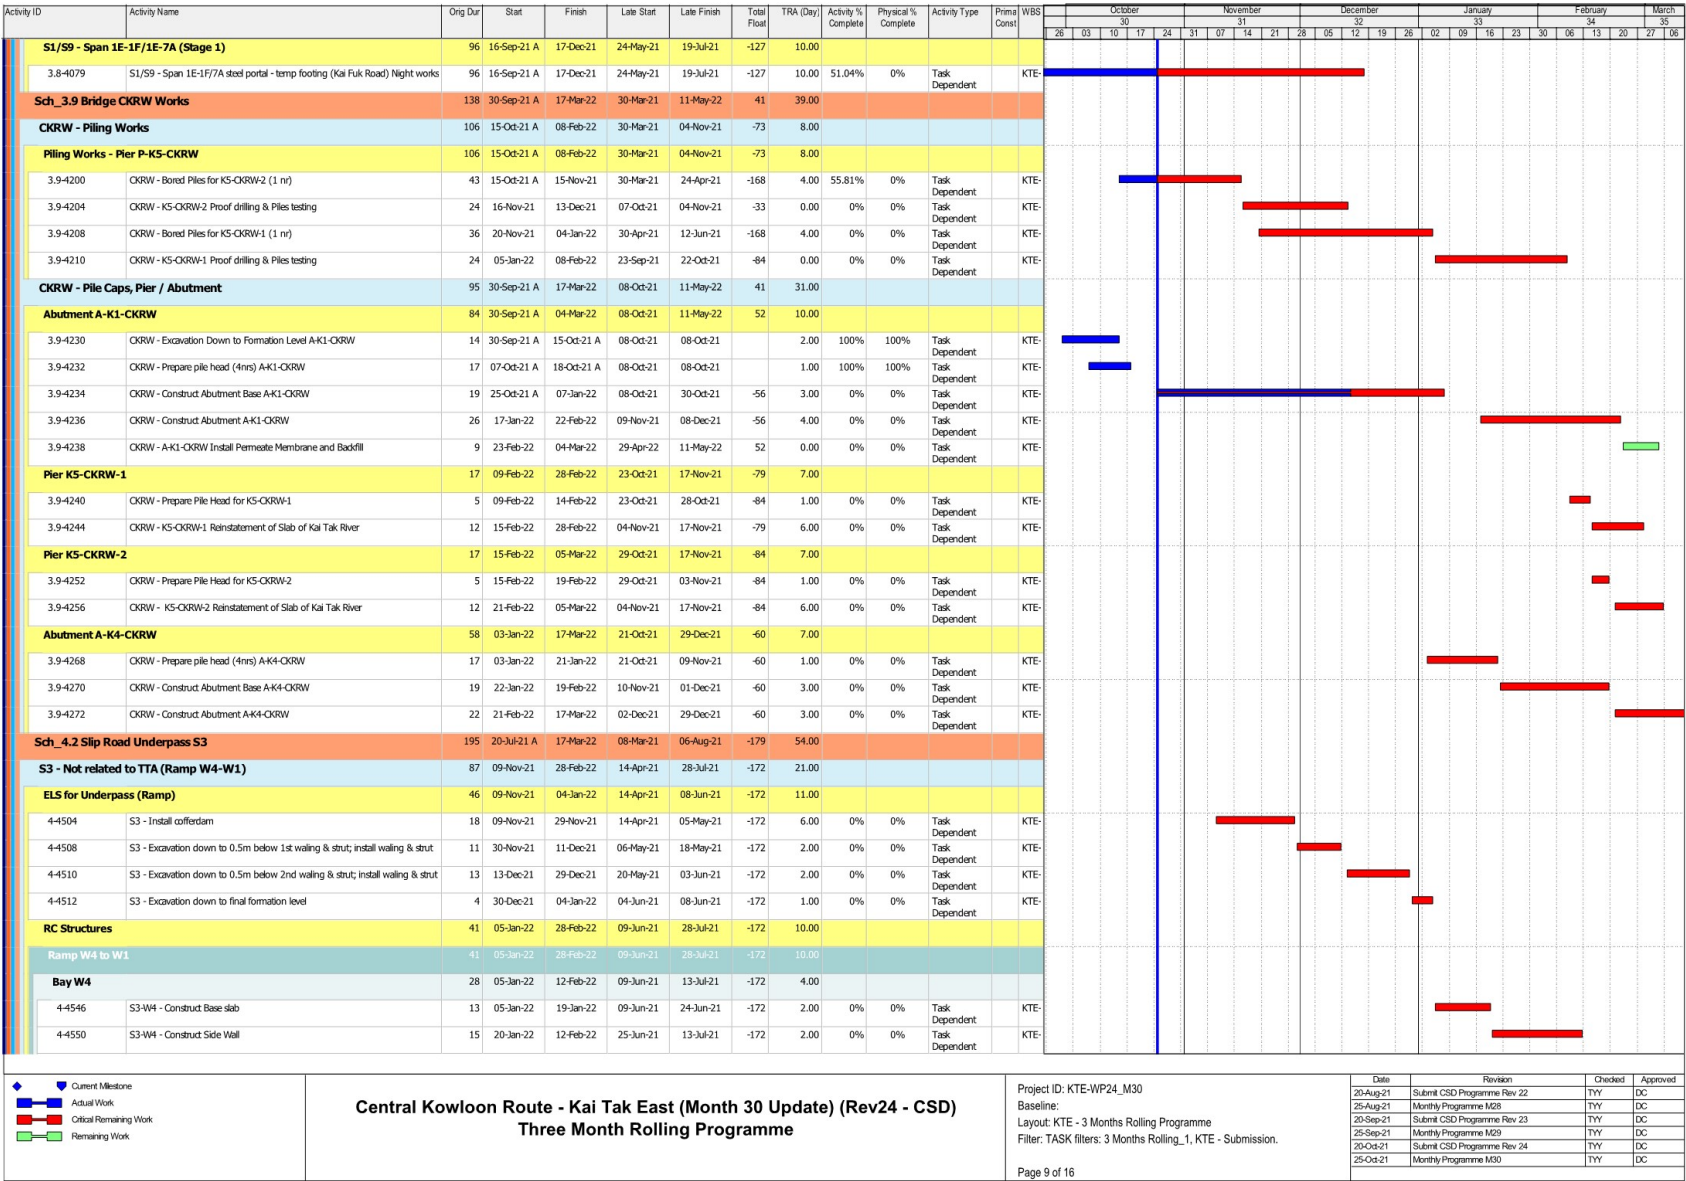 Activity ID Activity Name Orig Dur Start Finish Late Start Late Finish Total Float TRA (Day) Activity % Complete Physical % Complete Activity Type Prima Const WBS October November December January February March
30 31 32 33 34 35
26 03 10 17 24 31 07 14 21 28 05 12 19 26 02 09 16 23 30 06 13 20 27 06
S1/S9 - Span 1E-1F/1E-7A (Stage 1) 96 16-Sep-21 A 17-Dec-21 24-May-21 19-Jul-21 -127 10.00
3.8-4079 S1/S9 - Span 1E-1F/7A steel portal - temp footing (Kai Fuk Road) Night works 96 16-Sep-21 A 17-Dec-21 24-May-21 19-Jul-21 -127 10.00 51.04% 0% Task Dependent KTE-
Sch_3.9 Bridge CKRW Works 138 30-Sep-21 A 17-Mar-22 30-Mar-21 11-May-22 41 39.00
CKRW - Piling Works 106 15-Oct-21 A 08-Feb-22 30-Mar-21 04-Nov-21 -73 8.00
Piling Works - Pier P-K5-CKRW 106 15-Oct-21 A 08-Feb-22 30-Mar-21 04-Nov-21 -73 8.00
3.9-4200 CKRW - Bored Piles for K5-CKRW-2 (1 nr) 43 15-Oct-21 A 15-Nov-21 30-Mar-21 24-Apr-21 -168 4.00 55.81% 0% Task Dependent KTE-
3.9-4204 CKRW - K5-CKRW-2 Proof drilling & Piles testing 24 16-Nov-21 13-Dec-21 07-Oct-21 04-Nov-21 -33 0.00 0% 0% Task Dependent KTE-
3.9-4208 CKRW - Bored Piles for K5-CKRW-1 (1 nr) 36 20-Nov-21 04-Jan-22 30-Apr-21 12-Jun-21 -168 4.00 0% 0% Task Dependent KTE-
3.9-4210 CKRW - K5-CKRW-1 Proof drilling & Piles testing 24 05-Jan-22 08-Feb-22 23-Sep-21 22-Oct-21 -84 0.00 0% 0% Task Dependent KTE-
CKRW - Pile Caps, Pier / Abutment 95 30-Sep-21 A 17-Mar-22 08-Oct-21 11-May-22 41 31.00
Abutment A-K1-CKRW 84 30-Sep-21 A 04-Mar-22 08-Oct-21 11-May-22 52 10.00
3.9-4230 CKRW - Excavation Down to Formation Level A-K1-CKRW 14 30-Sep-21 A 15-Oct-21 A 08-Oct-21 08-Oct-21 2.00 100% 100% Task Dependent KTE-
3.9-4232 CKRW - Prepare pile head (4nrs) A-K1-CKRW 17 07-Oct-21 A 18-Oct-21 A 08-Oct-21 08-Oct-21 1.00 100% 100% Task Dependent KTE-
3.9-4234 CKRW - Construct Abutment Base A-K1-CKRW 19 25-Oct-21 A 07-Jan-22 08-Oct-21 30-Oct-21 -56 3.00 0% 0% Task Dependent KTE-
3.9-4236 CKRW - Construct Abutment A-K1-CKRW 26 17-Jan-22 22-Feb-22 09-Nov-21 08-Dec-21 -56 4.00 0% 0% Task Dependent KTE-
3.9-4238 CKRW - A-K1-CKRW Install Permeate Membrane and Backfill 9 23-Feb-22 04-Mar-22 29-Apr-22 11-May-22 52 0.00 0% 0% Task Dependent KTE-
Pier K5-CKRW-1 17 09-Feb-22 28-Feb-22 23-Oct-21 17-Nov-21 -79 7.00
3.9-4240 CKRW - Prepare Pile Head for K5-CKRW-1 5 09-Feb-22 14-Feb-22 23-Oct-21 28-Oct-21 -84 1.00 0% 0% Task Dependent KTE-
3.9-4244 CKRW - K5-CKRW-1 Reinstatement of Slab of Kai Tak River 12 15-Feb-22 28-Feb-22 04-Nov-21 17-Nov-21 -79 6.00 0% 0% Task Dependent KTE-
Pier K5-CKRW-2 17 15-Feb-22 05-Mar-22 29-Oct-21 17-Nov-21 -84 7.00
3.9-4252 CKRW - Prepare Pile Head for K5-CKRW-2 5 15-Feb-22 19-Feb-22 29-Oct-21 03-Nov-21 -84 1.00 0% 0% Task Dependent KTE-
3.9-4256 CKRW - K5-CKRW-2 Reinstatement of Slab of Kai Tak River 12 21-Feb-22 05-Mar-22 04-Nov-21 17-Nov-21 -84 6.00 0% 0% Task Dependent KTE-
Abutment A-K4-CKRW 58 03-Jan-22 17-Mar-22 21-Oct-21 29-Dec-21 -60 7.00
3.9-4268 CKRW - Prepare pile head (4nrs) A-K4-CKRW 17 03-Jan-22 21-Jan-22 21-Oct-21 09-Nov-21 -60 1.00 0% 0% Task Dependent KTE-
3.9-4270 CKRW - Construct Abutment Base A-K4-CKRW 19 22-Jan-22 19-Feb-22 10-Nov-21 01-Dec-21 -60 3.00 0% 0% Task Dependent KTE-
3.9-4272 CKRW - Construct Abutment A-K4-CKRW 22 21-Feb-22 17-Mar-22 02-Dec-21 29-Dec-21 -60 3.00 0% 0% Task Dependent KTE-
Sch_4.2 Slip Road Underpass S3 195 20-Jul-21 A 17-Mar-22 08-Mar-21 06-Aug-21 -179 54.00
S3 - Not related to TTA (Ramp W4-W1) 87 09-Nov-21 28-Feb-22 14-Apr-21 28-Jul-21 -172 21.00
ELS for Underpass (Ramp) 46 09-Nov-21 04-Jan-22 14-Apr-21 08-Jun-21 -172 11.00
4-4504 S3 - Install cofferdam 18 09-Nov-21 29-Nov-21 14-Apr-21 05-May-21 -172 6.00 0% 0% Task Dependent KTE-
4-4508 S3 - Excavation down to 0.5m below 1st waling & strut; install waling & strut 11 30-Nov-21 11-Dec-21 06-May-21 18-May-21 -172 2.00 0% 0% Task Dependent KTE-
4-4510 S3 - Excavation down to 0.5m below 2nd waling & strut; install waling & strut 13 13-Dec-21 29-Dec-21 20-May-21 03-Jun-21 -172 2.00 0% 0% Task Dependent KTE-
4-4512 S3 - Excavation down to final formation level 4 30-Dec-21 04-Jan-22 04-Jun-21 08-Jun-21 -172 1.00 0% 0% Task Dependent KTE-
RC Structures 41 05-Jan-22 28-Feb-22 09-Jun-21 28-Jul-21 -172 10.00
Ramp W4 to W1 41 05-Jan-22 28-Feb-22 09-Jun-21 28-Jul-21 -172 10.00
Bay W4 28 05-Jan-22 12-Feb-22 09-Jun-21 13-Jul-21 -172 4.00
4-4546 S3-W4 - Construct Base slab 13 05-Jan-22 19-Jan-22 09-Jun-21 24-Jun-21 -172 2.00 0% 0% Task Dependent KTE-
4-4550 S3-W4 - Construct Side Wall 15 20-Jan-22 12-Feb-22 25-Jun-21 13-Jul-21 -172 2.00 0% 0% Task Dependent KTE-
Current Milestone
Actual Work
Critical Remaining Work
Remaining Work
Central Kowloon Route - Kai Tak East (Month 30 Update) (Rev24 - CSD)
Three Month Rolling Programme
Project ID: KTE-WP24_M30
Baseline:
Layout: KTE - 3 Months Rolling Programme
Filter: TASK filters: 3 Months Rolling_1, KTE - Submission.
Page 9 of 16
Date Revision Checked Approved
20-Aug-21 Submit CSD Programme Rev 22 TYY DC
25-Aug-21 Monthly Programme M28 TYY DC
20-Sep-21 Submit CSD Programme Rev 23 TYY DC
25-Sep-21 Monthly Programme M29 TYY DC
20-Oct-21 Submit CSD Programme Rev 24 TYY DC
25-Oct-21 Monthly Programme M30 TYY DC